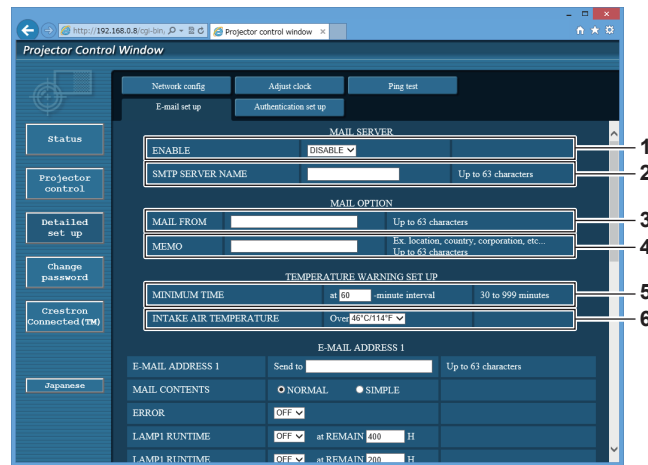 http://192.168.0.8/cgi-bin, Projector control window
Projector Control Window
Network config Adjust clock Ping test
E-mail set up Authentication set up
Status
Projector control
Detailed set up
Change password
Crestron Connected(TM)
Japanese
MAIL SERVER
ENABLE DISABLE 1
SMTP SERVER NAME Up to 63 characters 2
MAIL OPTION
MAIL FROM Up to 63 characters 3
MEMO Ex. location, country, corporation, etc... 4
Up to 63 characters
TEMPERATURE WARNING SET UP
MINIMUM TIME at 60 -minute interval 30 to 999 minutes 5
INTAKE AIR TEMPERATURE Over 46°C/114°F 6
E-MAIL ADDRESS 1
E-MAIL ADDRESS 1 Send to Up to 63 characters
MAIL CONTENTS NORMAL SIMPLE
ERROR OFF
LAMP1 RUNTIME OFF at REMAIN 400 H
LAMP1 RUNTIME OFF at REMAIN 200 H